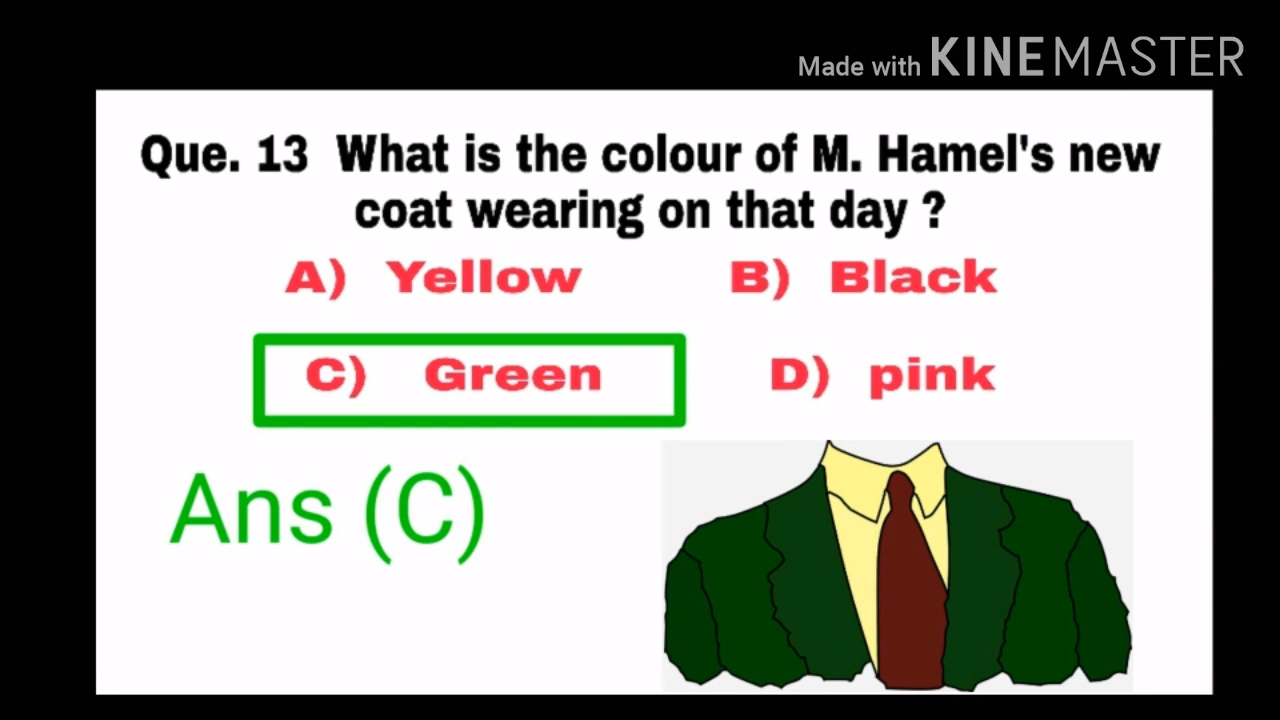 Made with KINEMASTER
Que. 13 What is the colour of M. Hamel's new
coat wearing on that day ?
A) Yellow B) Black
C) Green D) pink
Ans (C)